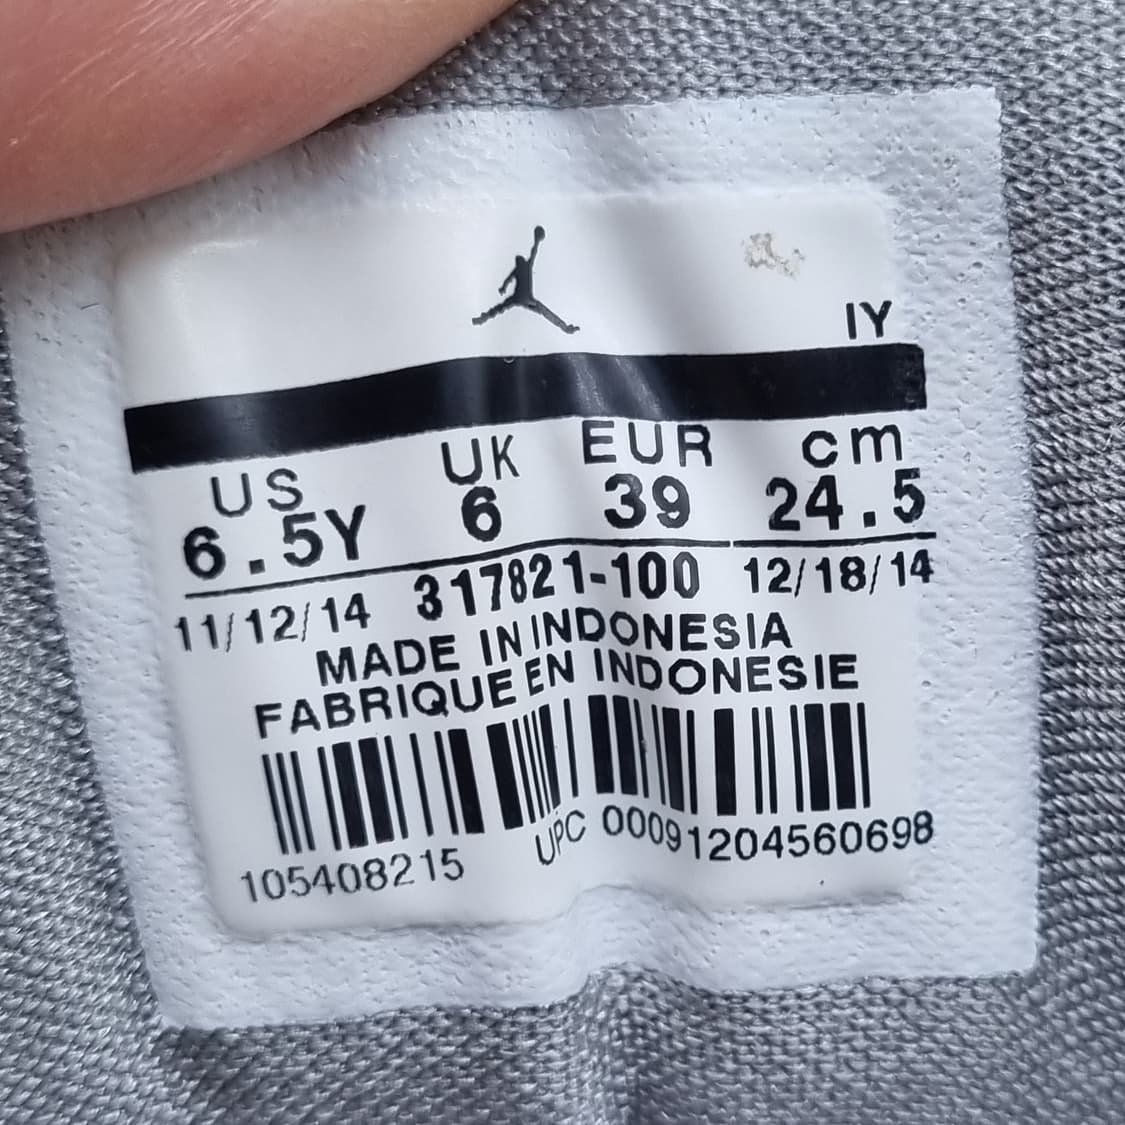 IY
US UK EUR cm
6.5Y 6 39 24.5
11/12/14 317821-100 12/18/14
MADE IN INDONESIA
FABRIQUE EN INDONESIE
105408215 UPC 00091204560698